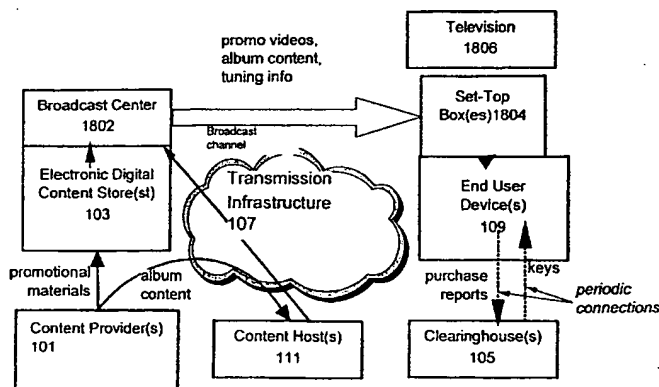 promo videos,
album content,
tuning info
Television
1806
Broadcast Center
1802
Broadcast
channel
Set-Top
Box(es)1804
Electronic Digital
Content Store(st)
103
Transmission
Infrastructure
107
End User
Device(s)
109
promotional
materials
album
content
purchase
reports
keys
periodic
connections
Content Provider(s)
101
Content Host(s)
111
Clearinghouse(s)
105